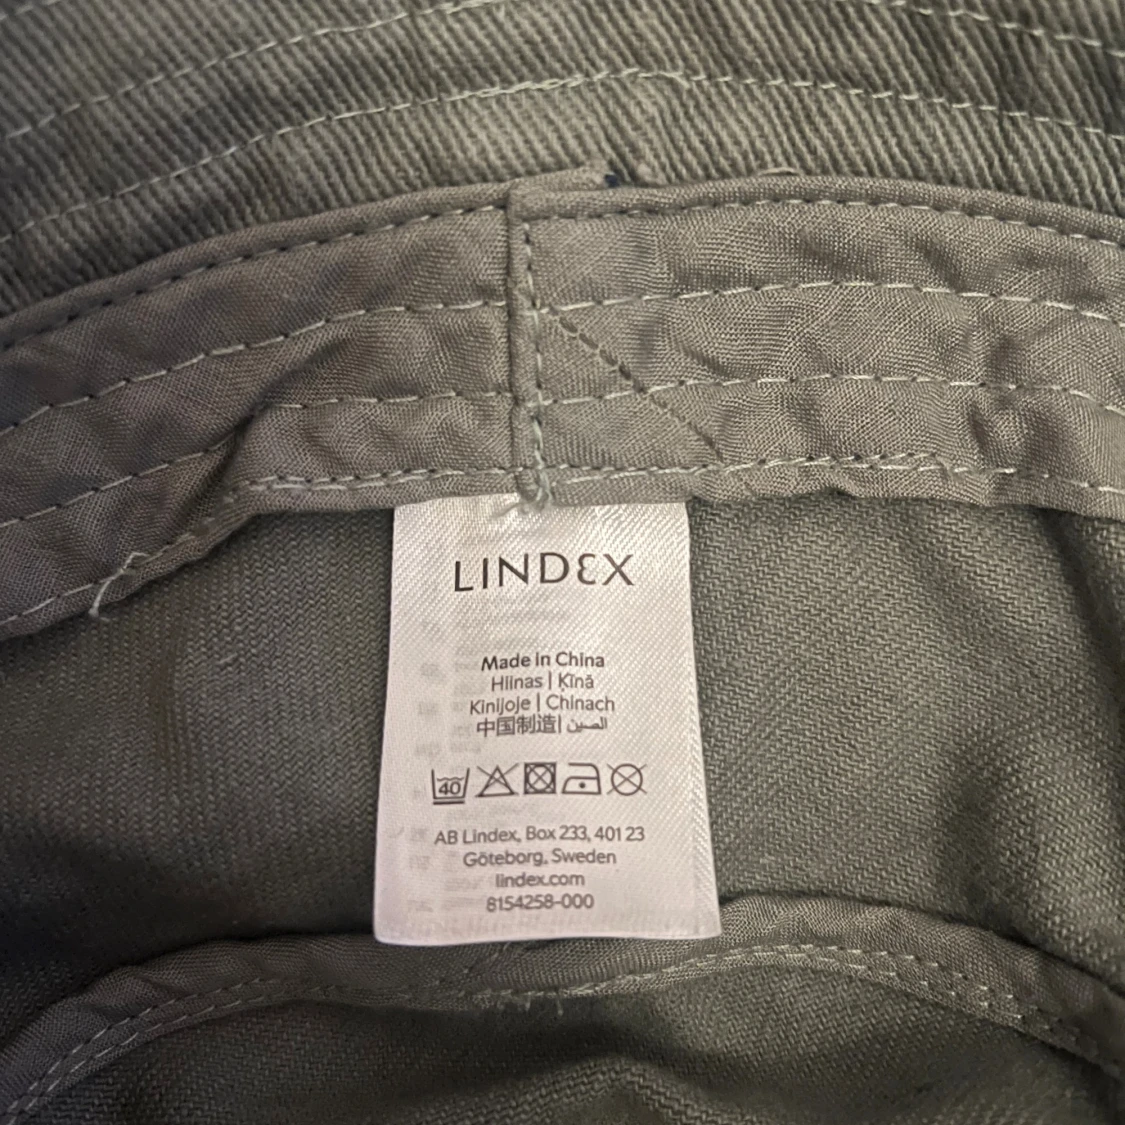 LINDEX
Made in China
Hiinas | Ķīnā
Kinijoje | Chinach
中国制造| الصين
40
AB Lindex, Box 233, 401 23
Göteborg, Sweden
lindex.com
8154258-000